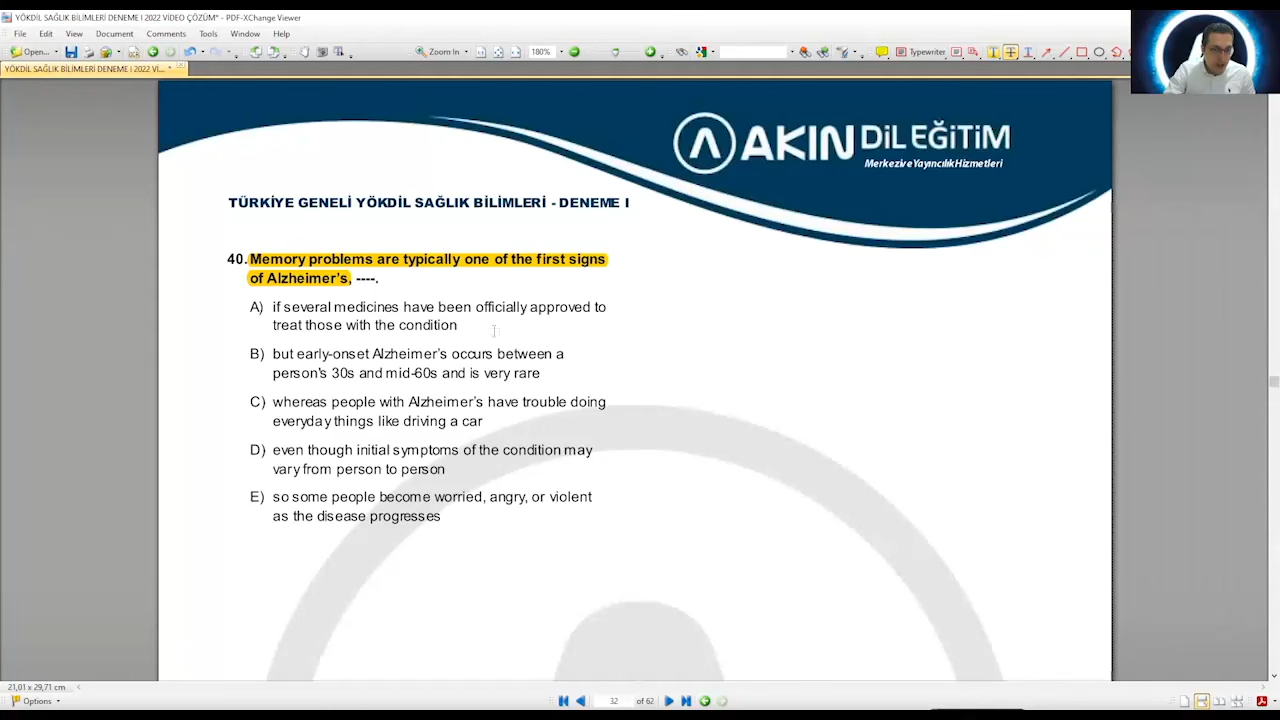 YÖKDİL SAĞLIK BİLİMLERİ DENEME I 2022 VİDEO ÇÖZÜM* - PDF-XChange Viewer
File Edit View Document Comments Tools Window Help
Open... Zoom In 180% Typewriter
YÖKDİL SAĞLIK BİLİMLERİ DENEME I 2022 Vİ... *
AKIN DİL EĞİTİM
Merkezi ve Yayıncılık Hizmetleri
TÜRKİYE GENELİ YÖKDİL SAĞLIK BİLİMLERİ - DENEME I
40. Memory problems are typically one of the first signs
of Alzheimer's, ----.
A) if several medicines have been officially approved to
treat those with the condition
B) but early-onset Alzheimer's occurs between a
person's 30s and mid-60s and is very rare
C) whereas people with Alzheimer's have trouble doing
everyday things like driving a car
D) even though initial symptoms of the condition may
vary from person to person
E) so some people become worried, angry, or violent
as the disease progresses
21,01 x 29,71 cm
Options 32 of 62